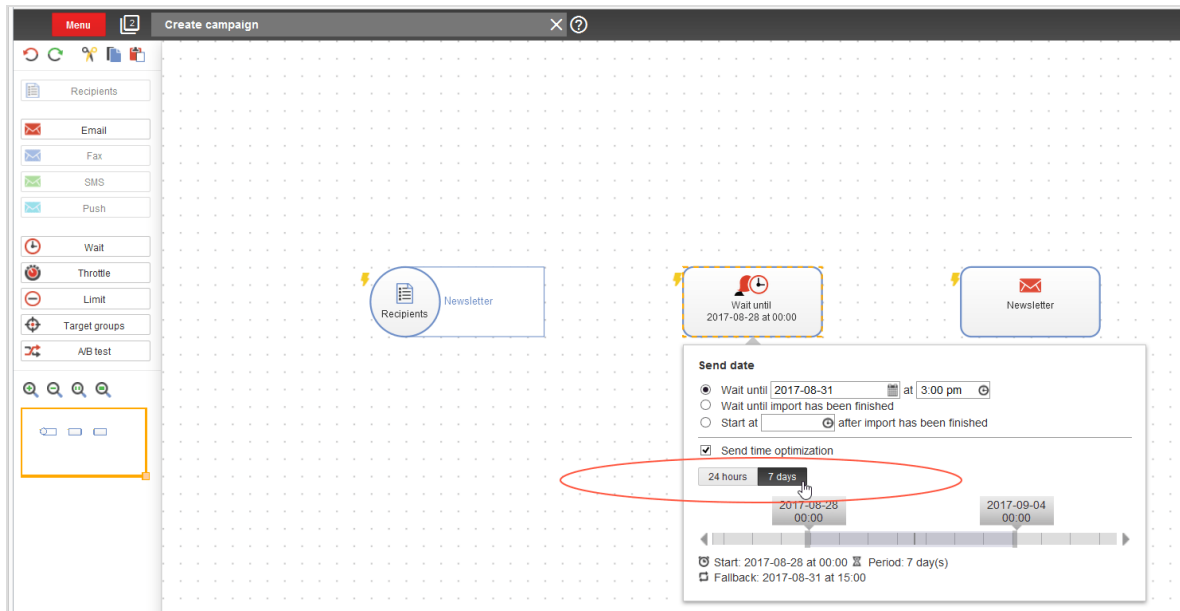 Menu 2 Create campaign
Recipients
Email
Fax
SMS
Push
Wait
Throttle
Limit
Target groups
A/B test
Recipients
Newsletter
Wait until
2017-08-28 at 00:00
Newsletter
Send date
Wait until 2017-08-31 at 3:00 pm
Wait until import has been finished
Start at after import has been finished
Send time optimization
24 hours 7 days
2017-08-28 2017-09-04
00:00 00:00
Start: 2017-08-28 at 00:00 Period: 7 day(s)
Fallback: 2017-08-31 at 15:00